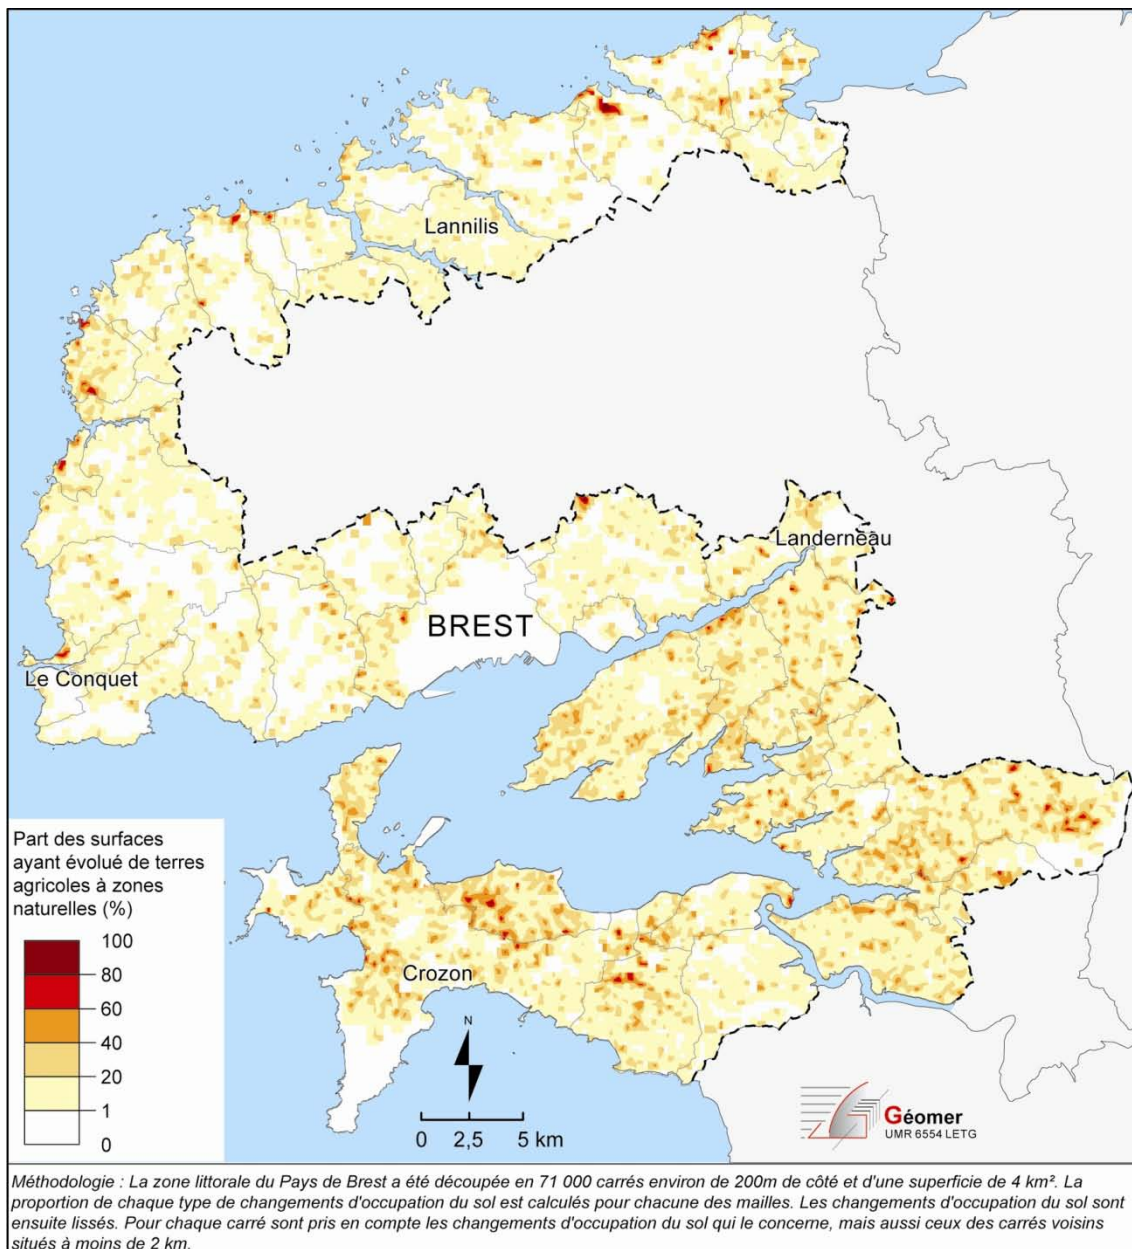 Lannilis
Landerneau
BREST
Le Conquet
Part des surfaces
ayant évolué de terres
agricoles à zones
naturelles (%)
100
80
60
40
20
1
0
Crozon
N
0 2,5 5 km
Géomer
UMR 6554 LETG
Méthodologie : La zone littorale du Pays de Brest a été découpée en 71 000 carrés environ de 200m de côté et d'une superficie de 4 km². La
proportion de chaque type de changements d'occupation du sol est calculés pour chacune des mailles. Les changements d'occupation du sol sont
ensuite lissés. Pour chaque carré sont pris en compte les changements d'occupation du sol qui le concerne, mais aussi ceux des carrés voisins
situés à moins de 2 km.